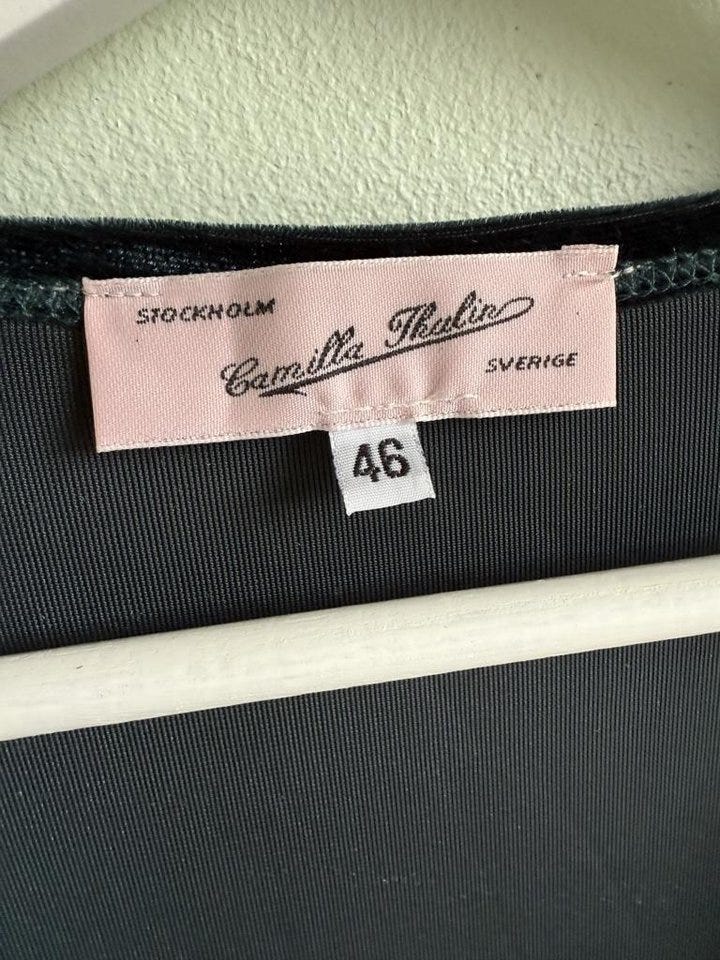 STOCKHOLM
Camilla Thulin
SVERIGE
46